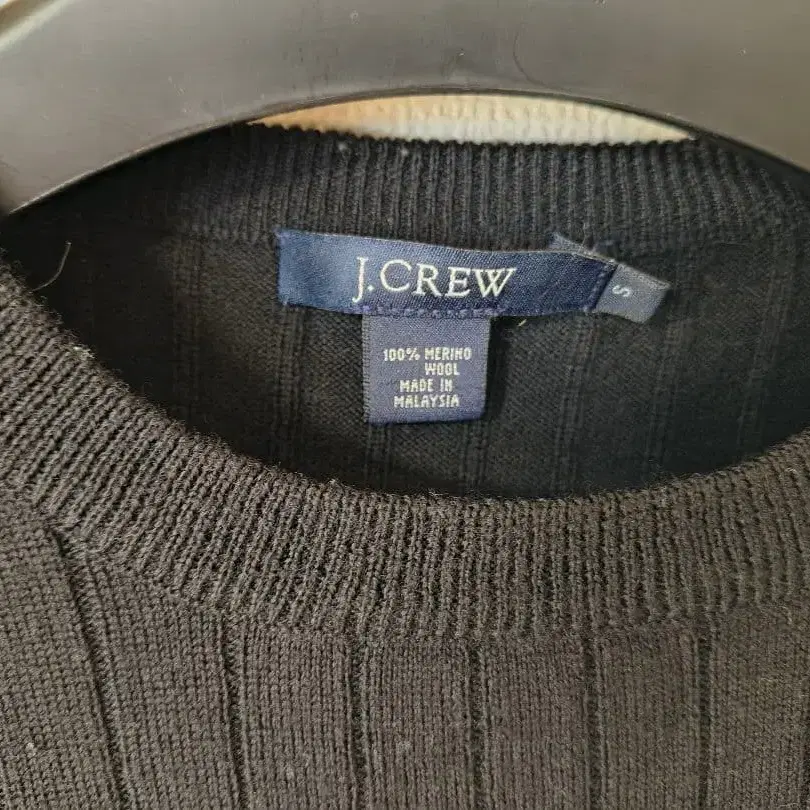 J.CREW
S
100% MERINO
WOOL
MADE IN
MALAYSIA